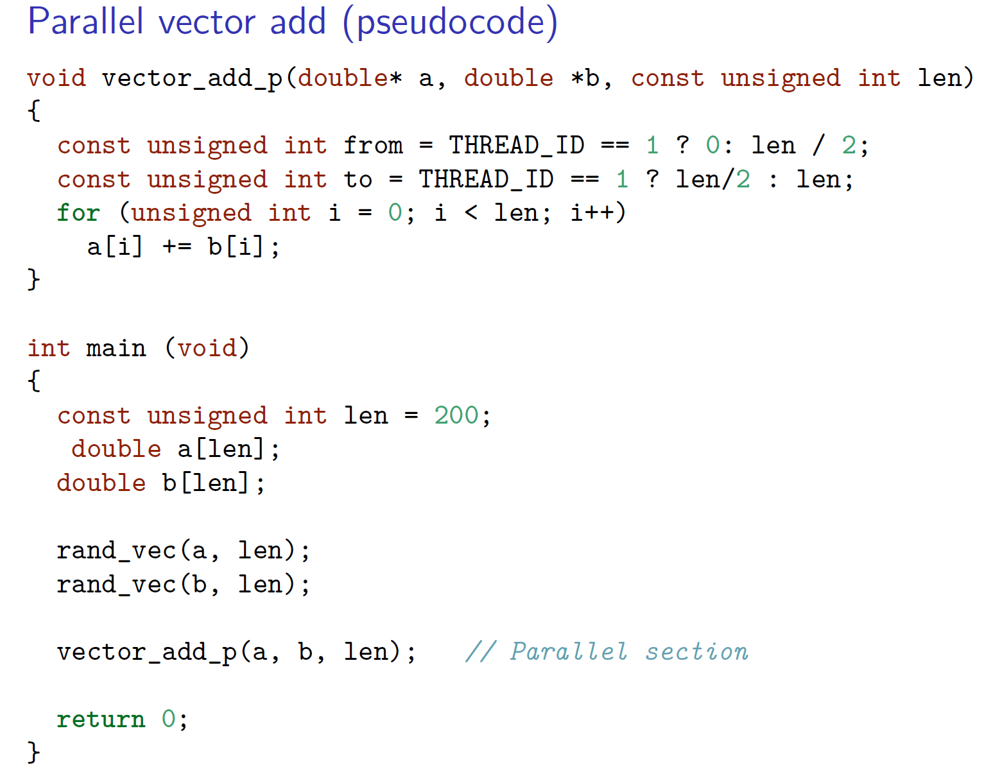 Parallel vector add (pseudocode)
void vector_add_p(double* a, double *b, const unsigned int len)
{
  const unsigned int from = THREAD_ID == 1 ? 0: len / 2;
  const unsigned int to = THREAD_ID == 1 ? len/2 : len;
  for (unsigned int i = 0; i < len; i++)
    a[i] += b[i];
}
int main (void)
{
  const unsigned int len = 200;
   double a[len];
  double b[len];
  rand_vec(a, len);
  rand_vec(b, len);
  vector_add_p(a, b, len);   // Parallel section
  return 0;
}